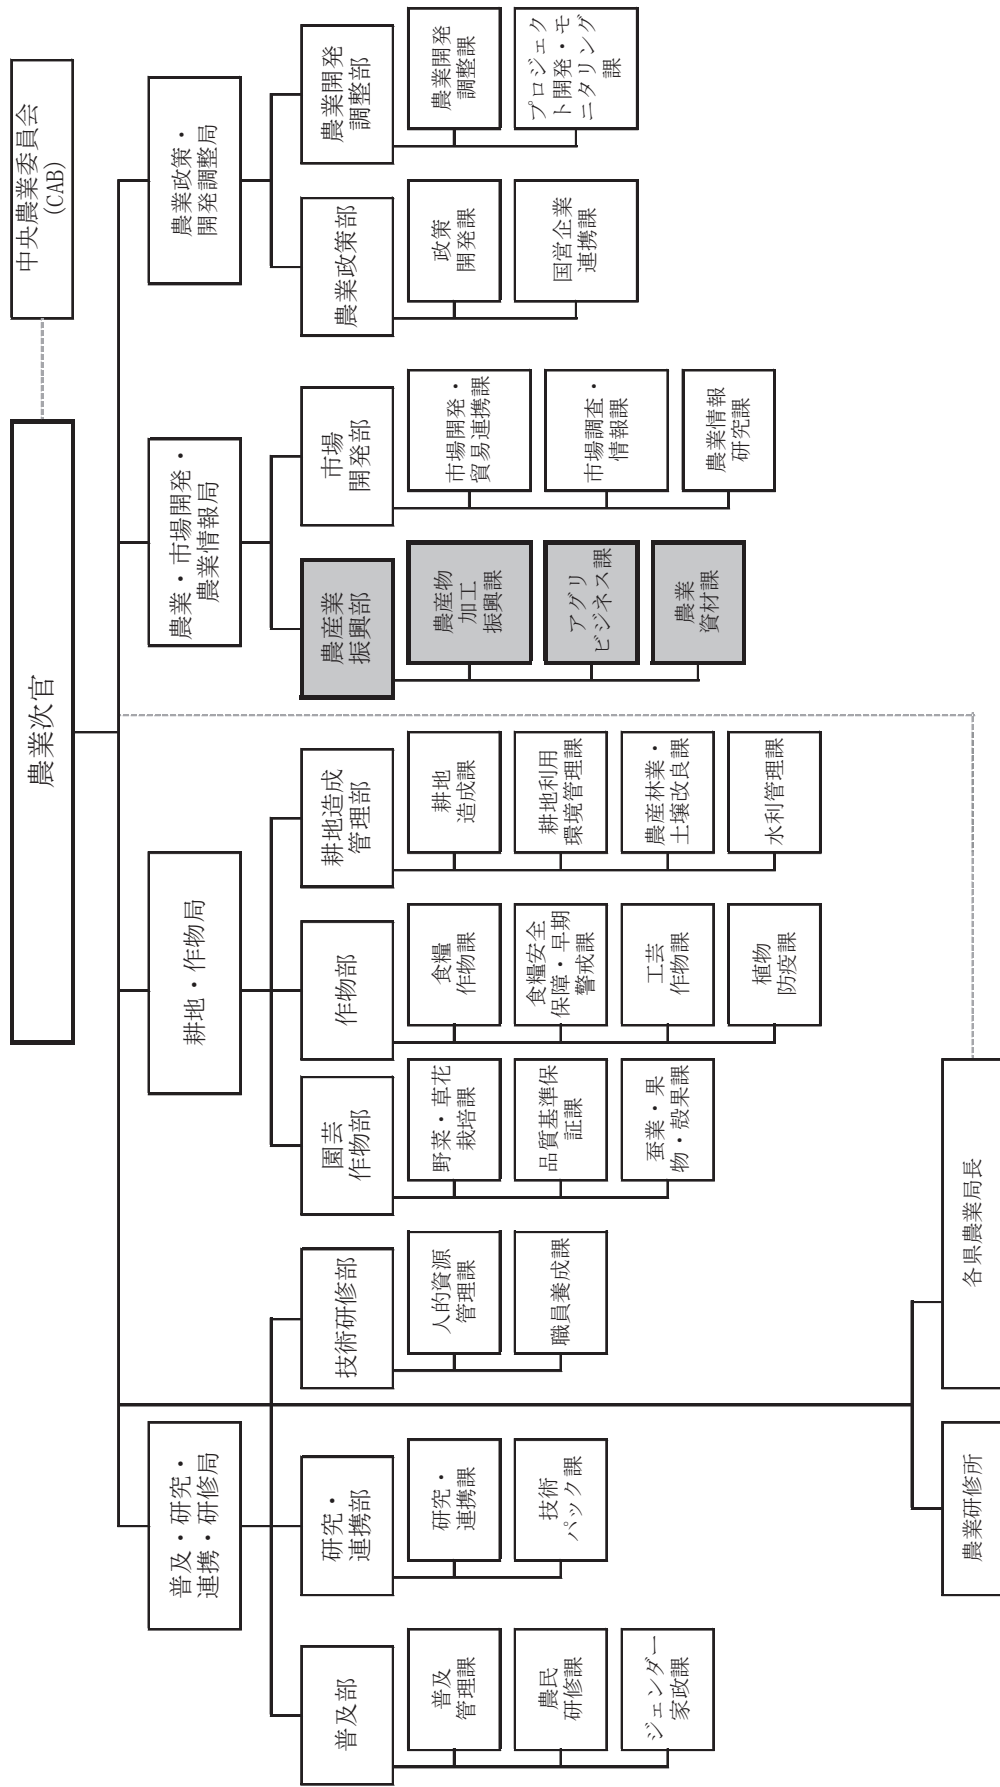 農業次官
中央農業委員会
(CAB)
普及・研究・
連携・研修局
耕地・作物局
農業・市場開発・
農業情報局
農業政策・
開発調整局
普及部
研究・
連携部
技術研修部
園芸
作物部
作物部
耕地造成
管理部
農産業
振興部
市場
開発部
農業政策部
農業開発
調整部
普及
管理課
農民
研修課
ジェンダー
家政課
研究・
連携課
技術
パック課
人的資源
管理課
職員養成課
野菜・草花
栽培課
品質基準保
証課
蚕業・果
物・殻果課
食糧
作物課
食糧安全
保障・早期
警戒課
工芸
作物課
植物
防疫課
耕地
造成課
耕地利用
環境管理課
農産林業・
土壌改良課
水利管理課
農産物
加工
振興課
アグリ
ビジネス課
農業
資材課
市場開発・
貿易連携課
市場調査・
情報課
農業情報
研究課
政策
開発課
国営企業
連携課
農業開発
調整課
プロジェク
ト開発・モ
ニタリング
課
農業研修所
各県農業局長